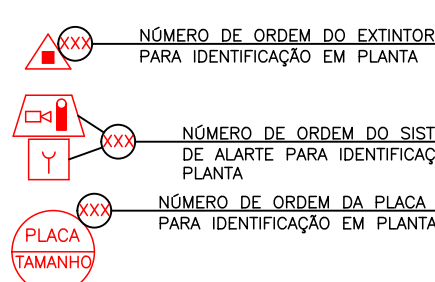 XXX
NÚMERO DE ORDEM DO EXTINTOR
PARA IDENTIFICAÇÃO EM PLANTA
XXX
NÚMERO DE ORDEM DO SIST
DE ALARTE PARA IDENTIFICAÇ
PLANTA
XXX
NÚMERO DE ORDEM DA PLACA
PARA IDENTIFICAÇÃO EM PLANTA
PLACA
TAMANHO